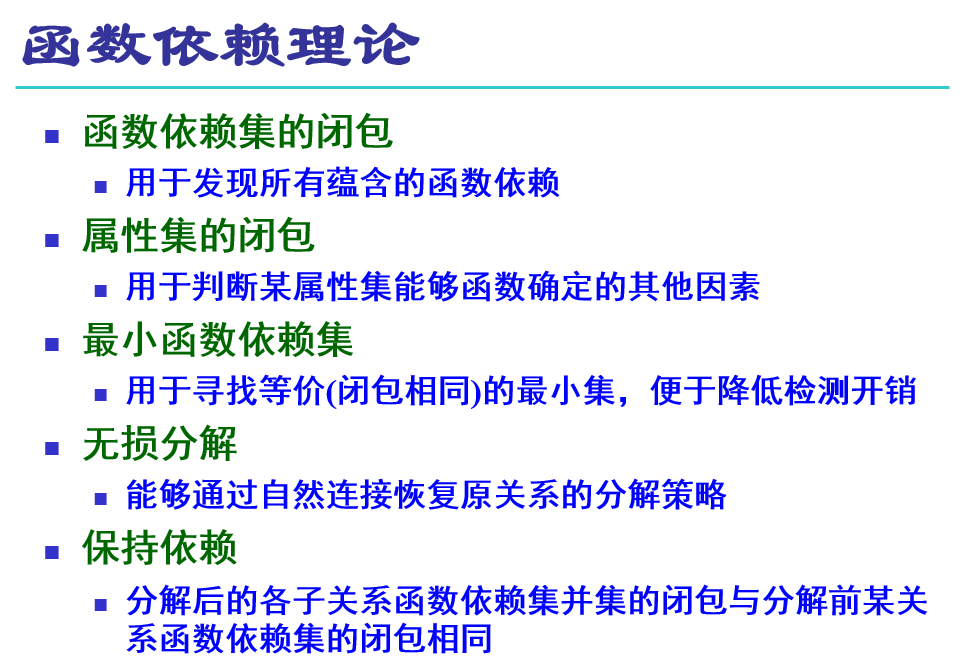 函数依赖理论
函数依赖集的闭包
用于发现所有蕴含的函数依赖
属性集的闭包
用于判断某属性集能够函数确定的其他因素
最小函数依赖集
用于寻找等价(闭包相同)的最小集，便于降低检测开销
无损分解
能够通过自然连接恢复原关系的分解策略
保持依赖
分解后的各子关系函数依赖集并集的闭包与分解前某关
系函数依赖集的闭包相同